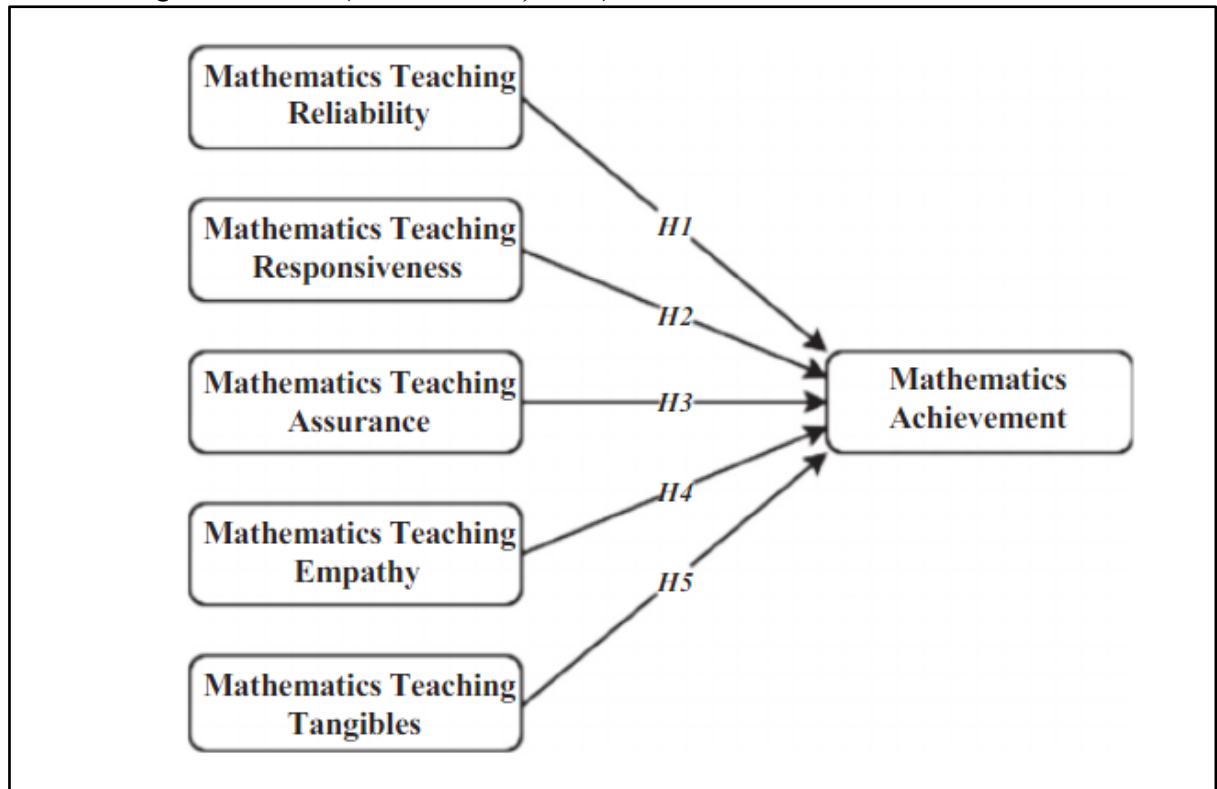 Mathematics Teaching
Reliability
H1
Mathematics Teaching
Responsiveness
H2
Mathematics Teaching
Assurance
H3
Mathematics
Achievement
H4
Mathematics Teaching
Empathy
H5
Mathematics Teaching
Tangibles